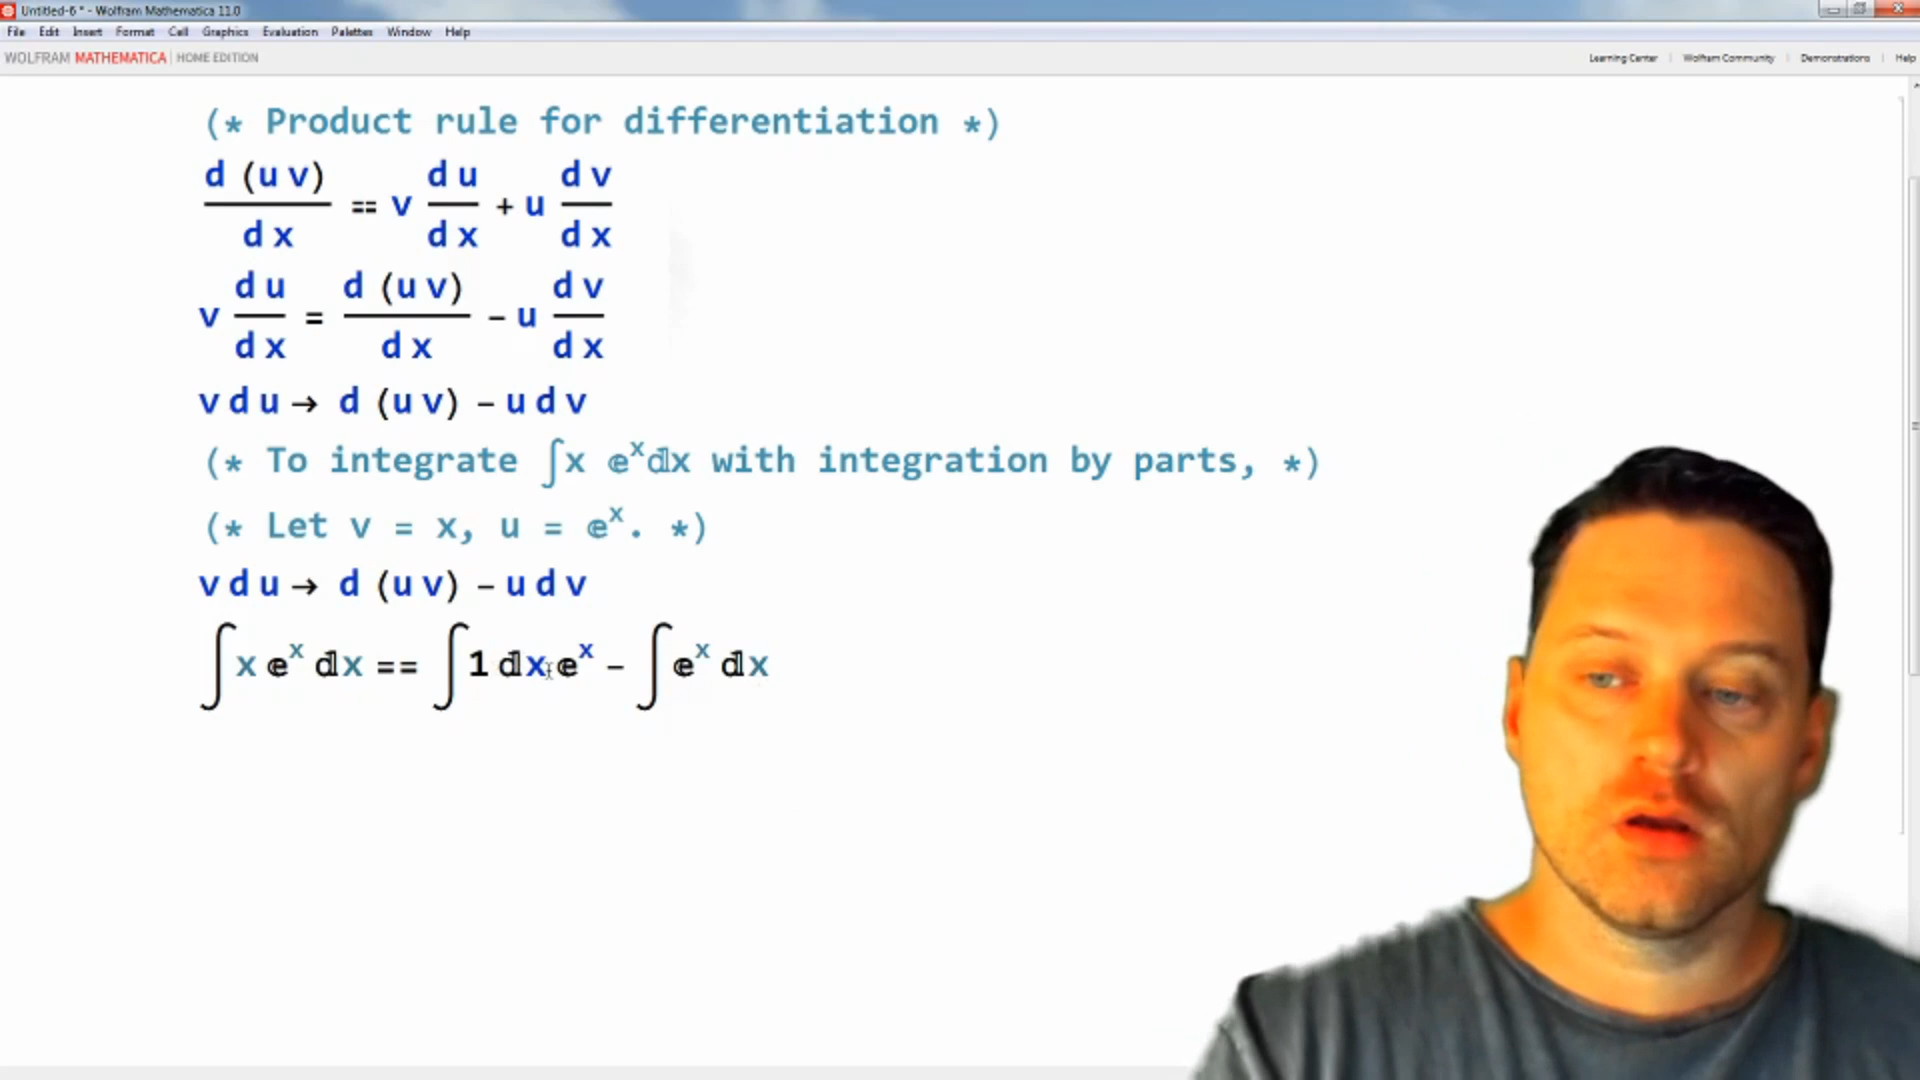 Untitled-6 * - Wolfram Mathematica 11.0
File Edit Insert Format Cell Graphics Evaluation Palettes Window Help
WOLFRAM MATHEMATICA | HOME EDITION Learning Center | Wolfram Community | Demonstrations | Help
(* Product rule for differentiation *)
d (u v)/d x == v d u/d x + u d v/d x
v d u/d x = d (u v)/d x - u d v/d x
v d u → d (u v) - u d v
(* To integrate ∫x ⅇ^x ⅆx with integration by parts, *)
(* Let v = x, u = ⅇ^x. *)
v d u → d (u v) - u d v
∫ x ⅇ^x ⅆx == ∫ 1 ⅆx ⅇ^x - ∫ ⅇ^x ⅆx